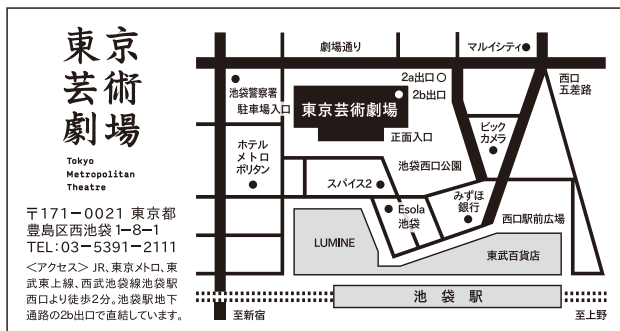 東京
芸術
劇場
Tokyo
Metropolitan
Theatre
〒171-0021 東京都
豊島区西池袋1-8-1
TEL:03-5391-2111
<アクセス> JR、東京メトロ、東
武東上線、西武池袋線池袋駅
西口より徒歩2分。池袋駅地下
通路の2b出口で直結しています。
劇場通り
マルイシティ
2a出口
2b出口
西口
五差路
池袋警察署
駐車場入口
東京芸術劇場
正面入口
ビック
カメラ
ホテル
メトロ
ポリタン
池袋西口公園
スパイス2
みずほ
銀行
Esola
池袋
西口駅前広場
LUMINE
東武百貨店
池袋駅
至新宿
至上野